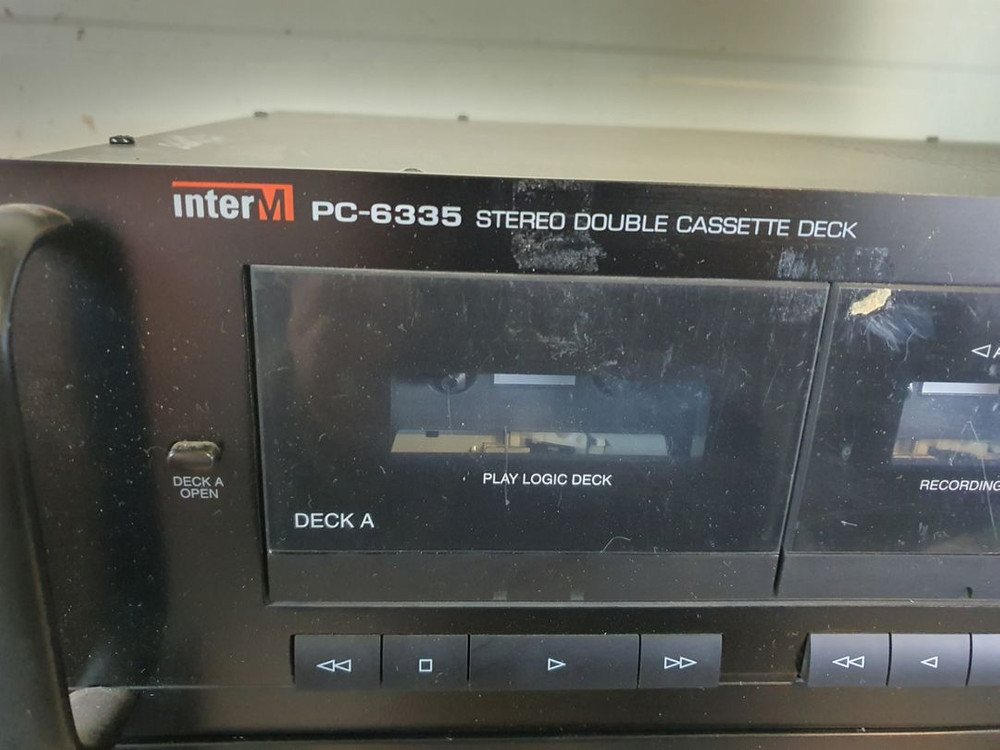 interM PC-6335 STEREO DOUBLE CASSETTE DECK
DECK A
OPEN
PLAY LOGIC DECK
DECK A
RECORDING